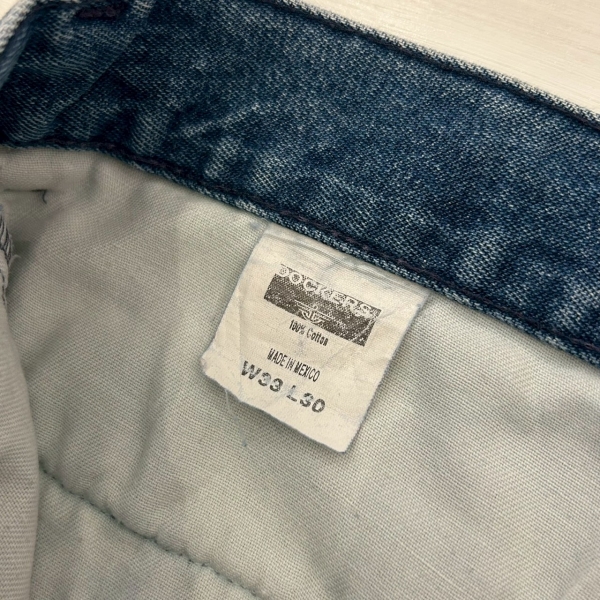 DOCKERS
100% Cotton
MADE IN MEXICO
W33 L30